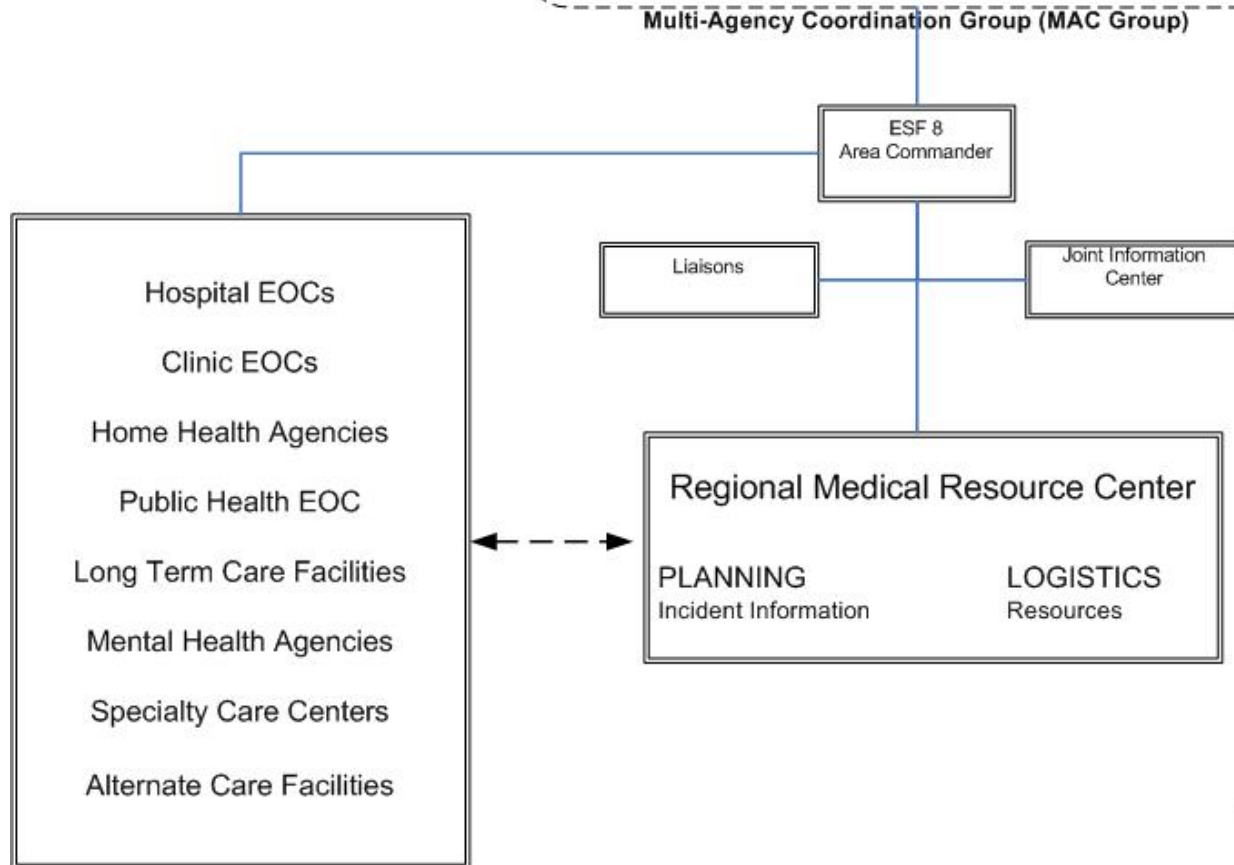 Multi-Agency Coordination Group (MAC Group)
ESF 8
Area Commander
Liaisons
Joint Information
Center
Hospital EOCs
Clinic EOCs
Home Health Agencies
Public Health EOC
Long Term Care Facilities
Mental Health Agencies
Specialty Care Centers
Alternate Care Facilities
Regional Medical Resource Center
PLANNING
Incident Information
LOGISTICS
Resources